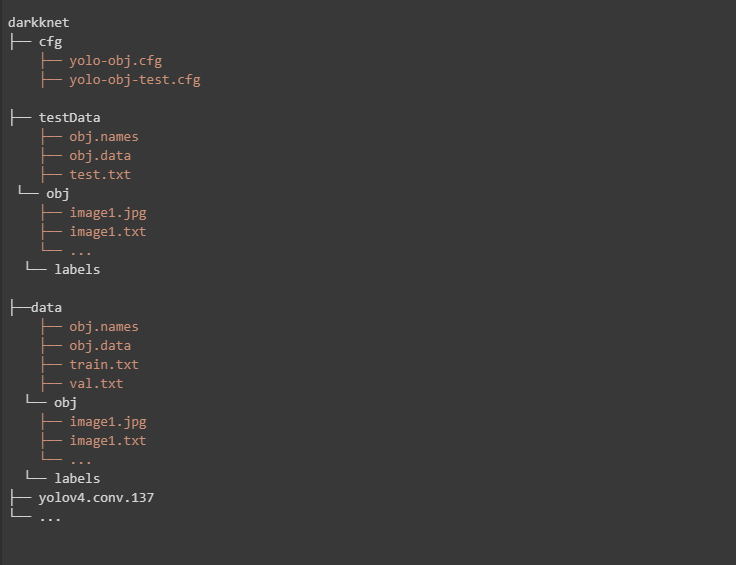 darkknet
├── cfg
    ├── yolo-obj.cfg
    ├── yolo-obj-test.cfg

├── testData
    ├── obj.names
    ├── obj.data
    ├── test.txt
 └── obj
    ├── image1.jpg
    ├── image1.txt
    └── ...
  └── labels

├──data
    ├── obj.names
    ├── obj.data
    ├── train.txt
    ├── val.txt
  └── obj
    ├── image1.jpg
    ├── image1.txt
    └── ...
  └── labels
├── yolov4.conv.137
└── ...